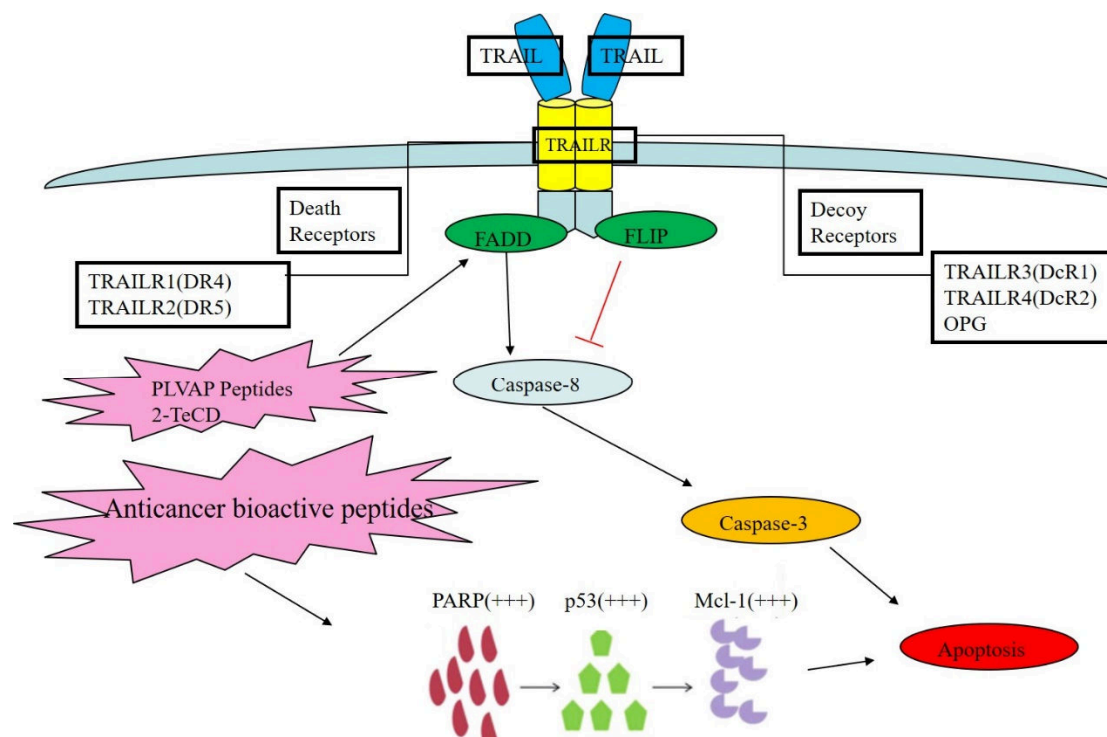 TRAIL
TRAIL
TRAILR
Death
Receptors
Decoy
Receptors
FADD
FLIP
TRAILR1(DR4)
TRAILR2(DR5)
TRAILR3(DcR1)
TRAILR4(DcR2)
OPG
PLVAP Peptides
2-TeCD
Caspase-8
Anticancer bioactive peptides
Caspase-3
PARP(+++)
p53(+++)
Mcl-1(+++)
Apoptosis